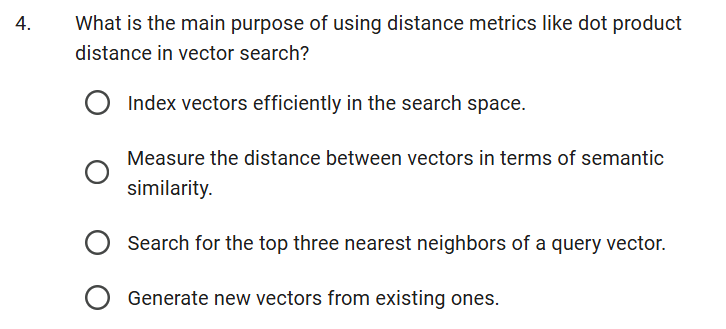 4. What is the main purpose of using distance metrics like dot product
distance in vector search?
Index vectors efficiently in the search space.
Measure the distance between vectors in terms of semantic
similarity.
Search for the top three nearest neighbors of a query vector.
Generate new vectors from existing ones.